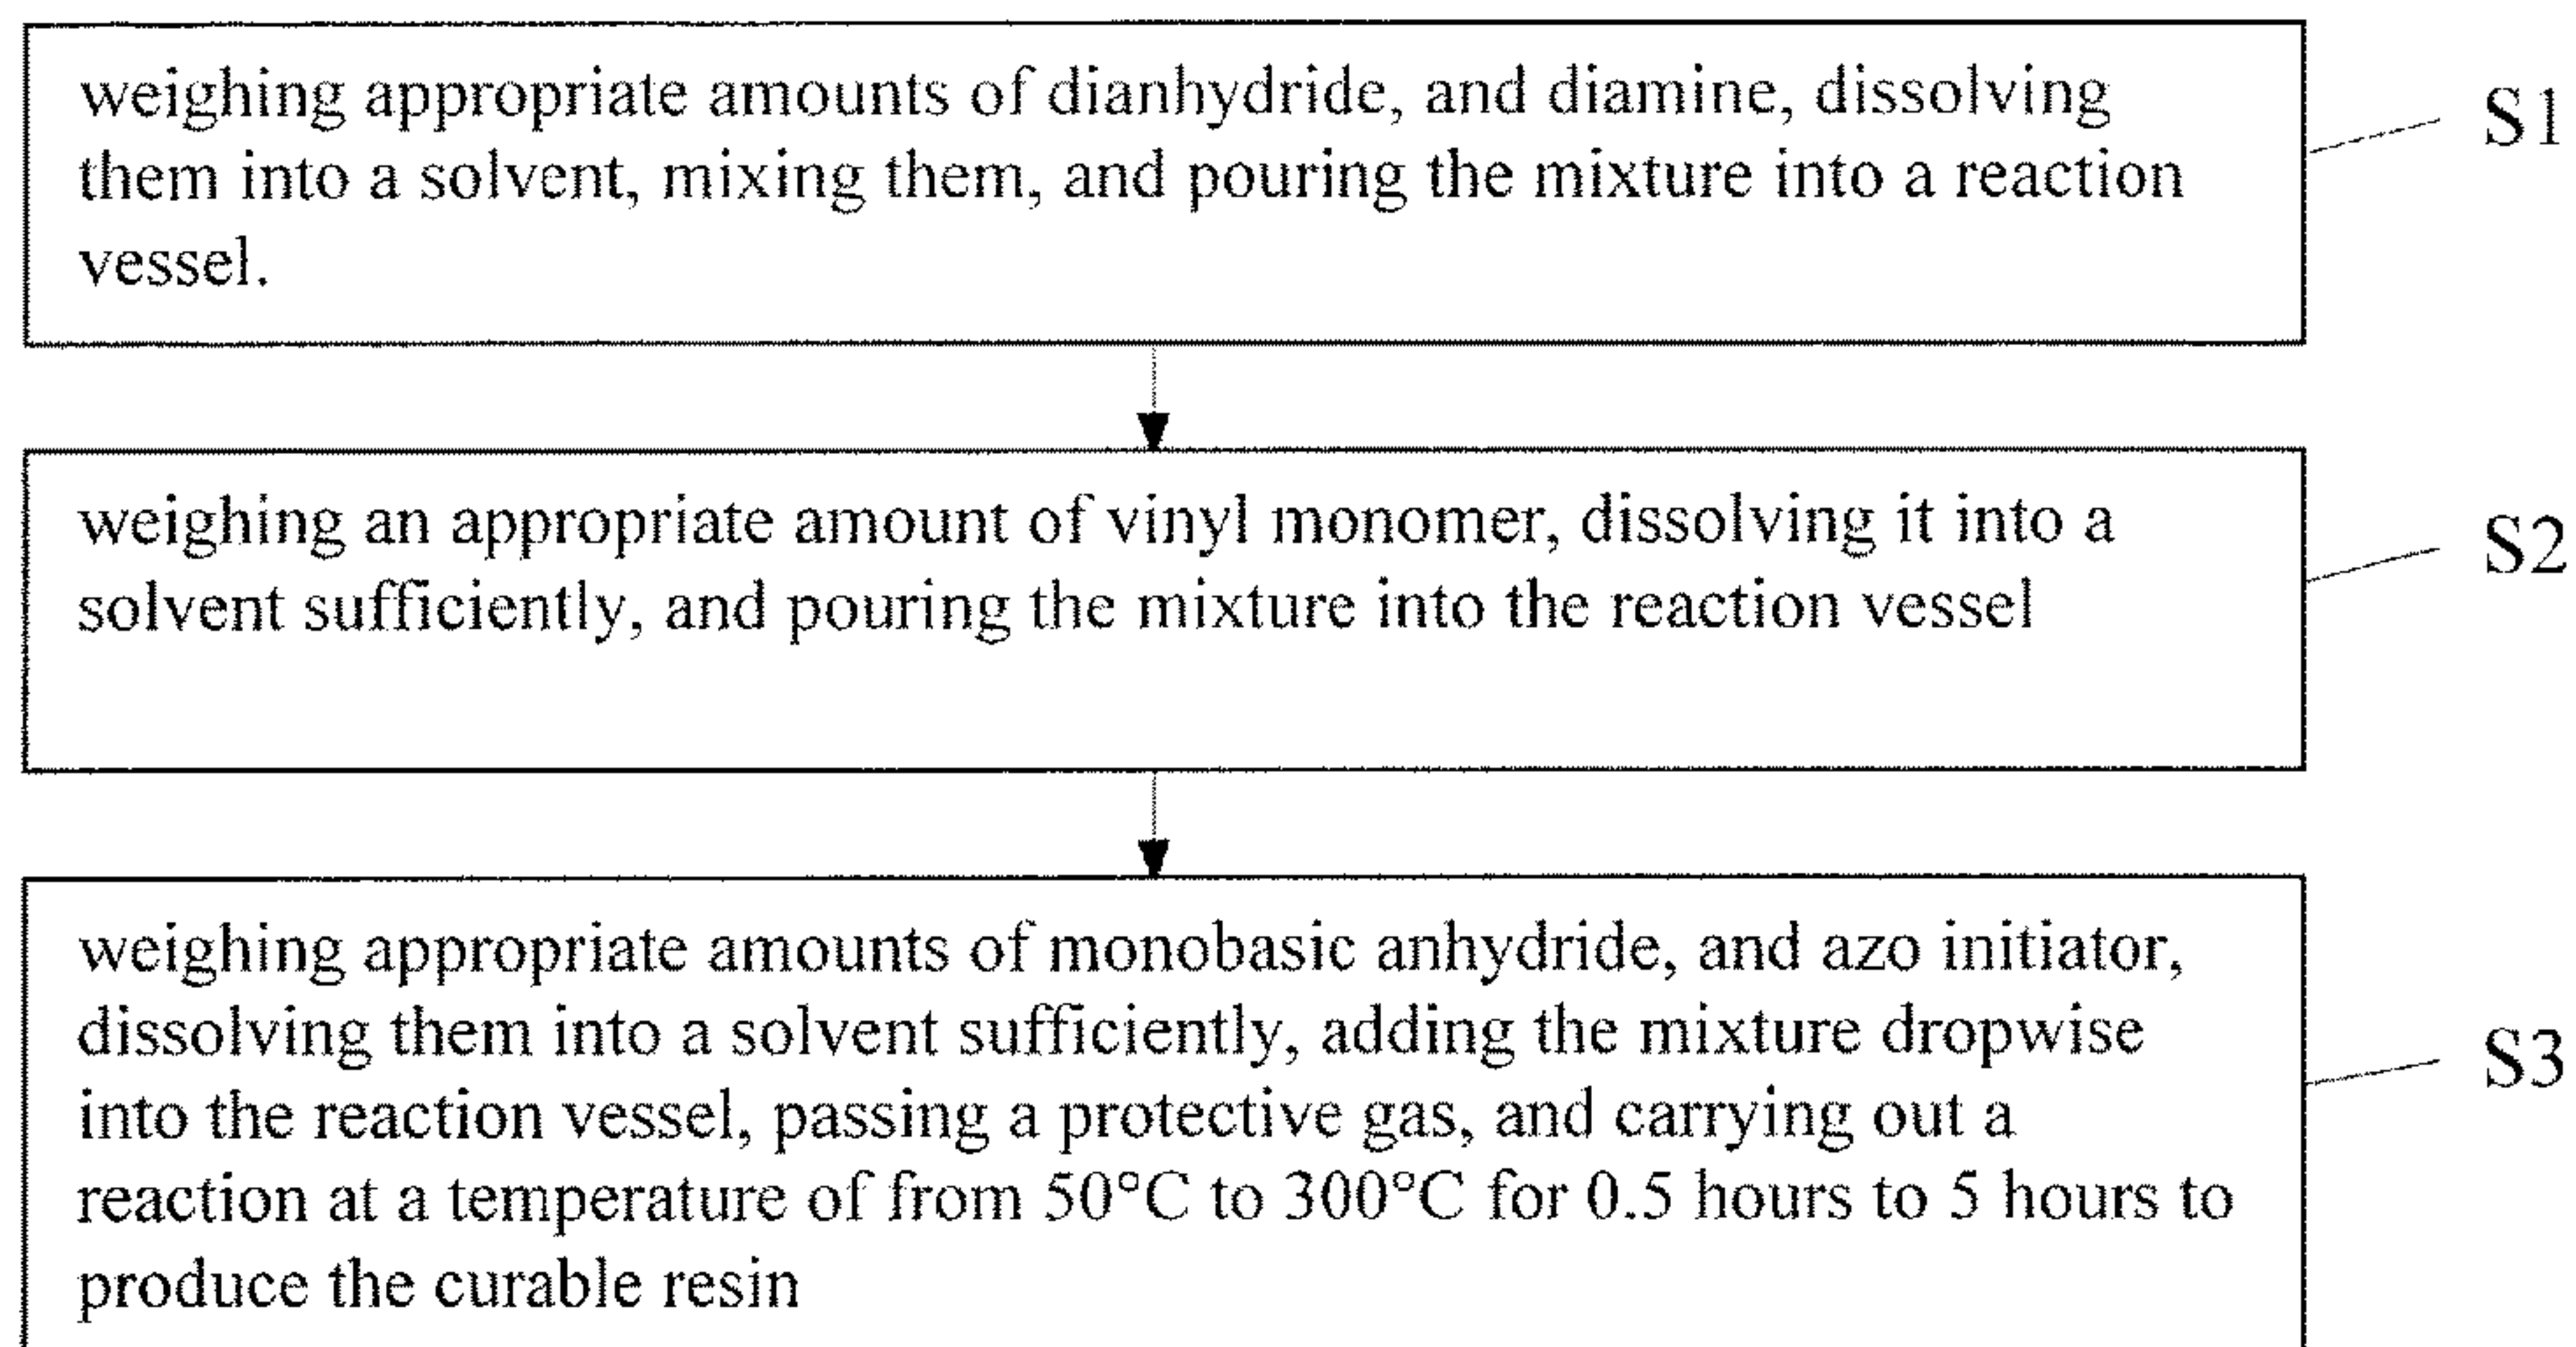 weighing appropriate amounts of dianhydride, and diamine, dissolving
them into a solvent, mixing them, and pouring the mixture into a reaction
vessel.
S1
weighing an appropriate amount of vinyl monomer, dissolving it into a
solvent sufficiently, and pouring the mixture into the reaction vessel
S2
weighing appropriate amounts of monobasic anhydride, and azo initiator,
dissolving them into a solvent sufficiently, adding the mixture dropwise
into the reaction vessel, passing a protective gas, and carrying out a
reaction at a temperature of from 50°C to 300°C for 0.5 hours to 5 hours to
produce the curable resin
S3